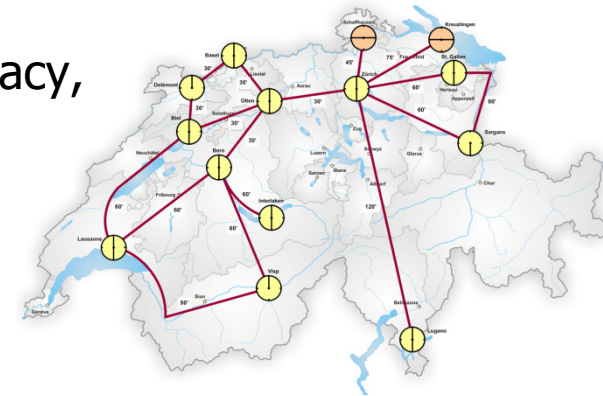 acy,
Schaffhausen
Kreuzlingen
Basel
30'
Liestal
45'
75'
Frauenfeld
St. Gallen
Delémont
30'
Zürich
Herisau
Aarau
60'
Appenzell
Olten
30'
Biel
30'
Solothurn
30'
60'
60'
30'
Zug
Sargans
Neuchâtel
Bern
Luzern
Schwyz
Glarus
Sarnen
Stans
Altdorf
Chur
Fribourg
60'
Interlaken
60'
60'
60'
120'
Lausanne
Visp
90'
Sion
Bellinzona
Genève
Lugano